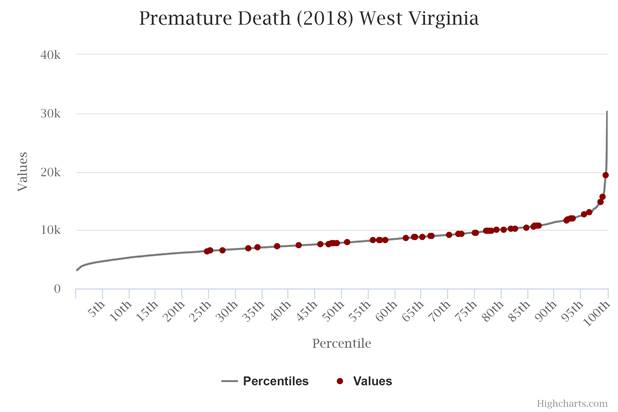 Premature Death (2018) West Virginia
40k
30k
20k
10k
0
Values
5th 10th 15th 20th 25th 30th 35th 40th 45th 50th 55th 60th 65th 70th 75th 80th 85th 90th 95th 100th
Percentile
Percentiles Values
Highcharts.com